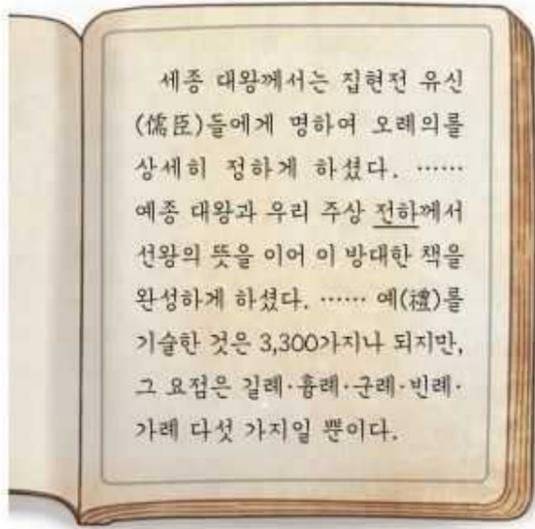 세종 대왕께서는 집현전 유신
(儒臣)들에게 명하여 오례의를
상세히 정하게 하셨다. ……
예종 대왕과 우리 주상 전하께서
선왕의 뜻을 이어 이 방대한 책을
완성하게 하셨다. …… 예(禮)를
기술한 것은 3,300가지나 되지만,
그 요점은 길례·흉례·군례·빈례·
가례 다섯 가지일 뿐이다.